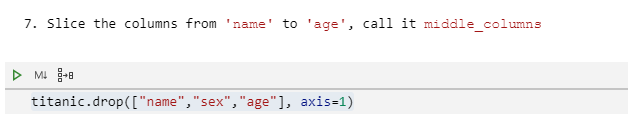 7. Slice the columns from 'name' to 'age', call it middle_columns
M↓
titanic.drop(["name","sex","age"], axis=1)